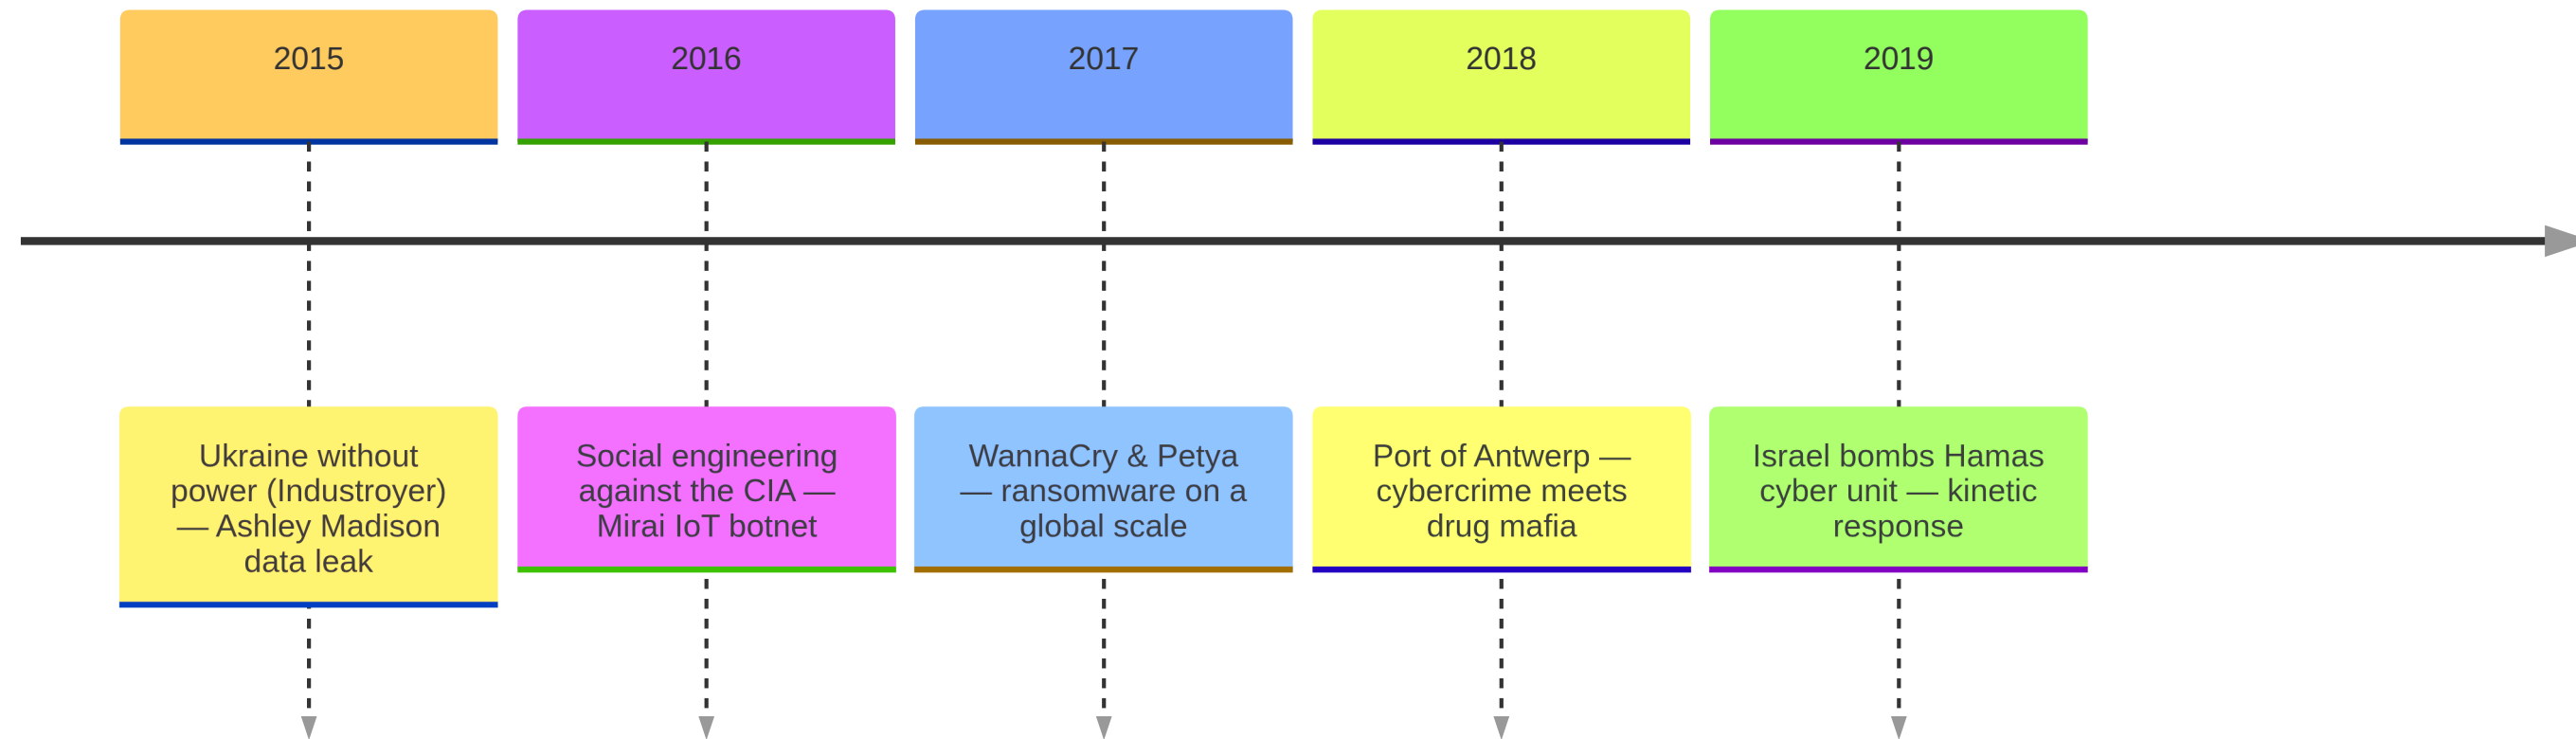 2015
2016
2017
2018
2019
Ukraine without
power (Industroyer)
— Ashley Madison
data leak
Social engineering
against the CIA —
Mirai IoT botnet
WannaCry & Petya
— ransomware on a
global scale
Port of Antwerp —
cybercrime meets
drug mafia
Israel bombs Hamas
cyber unit — kinetic
response